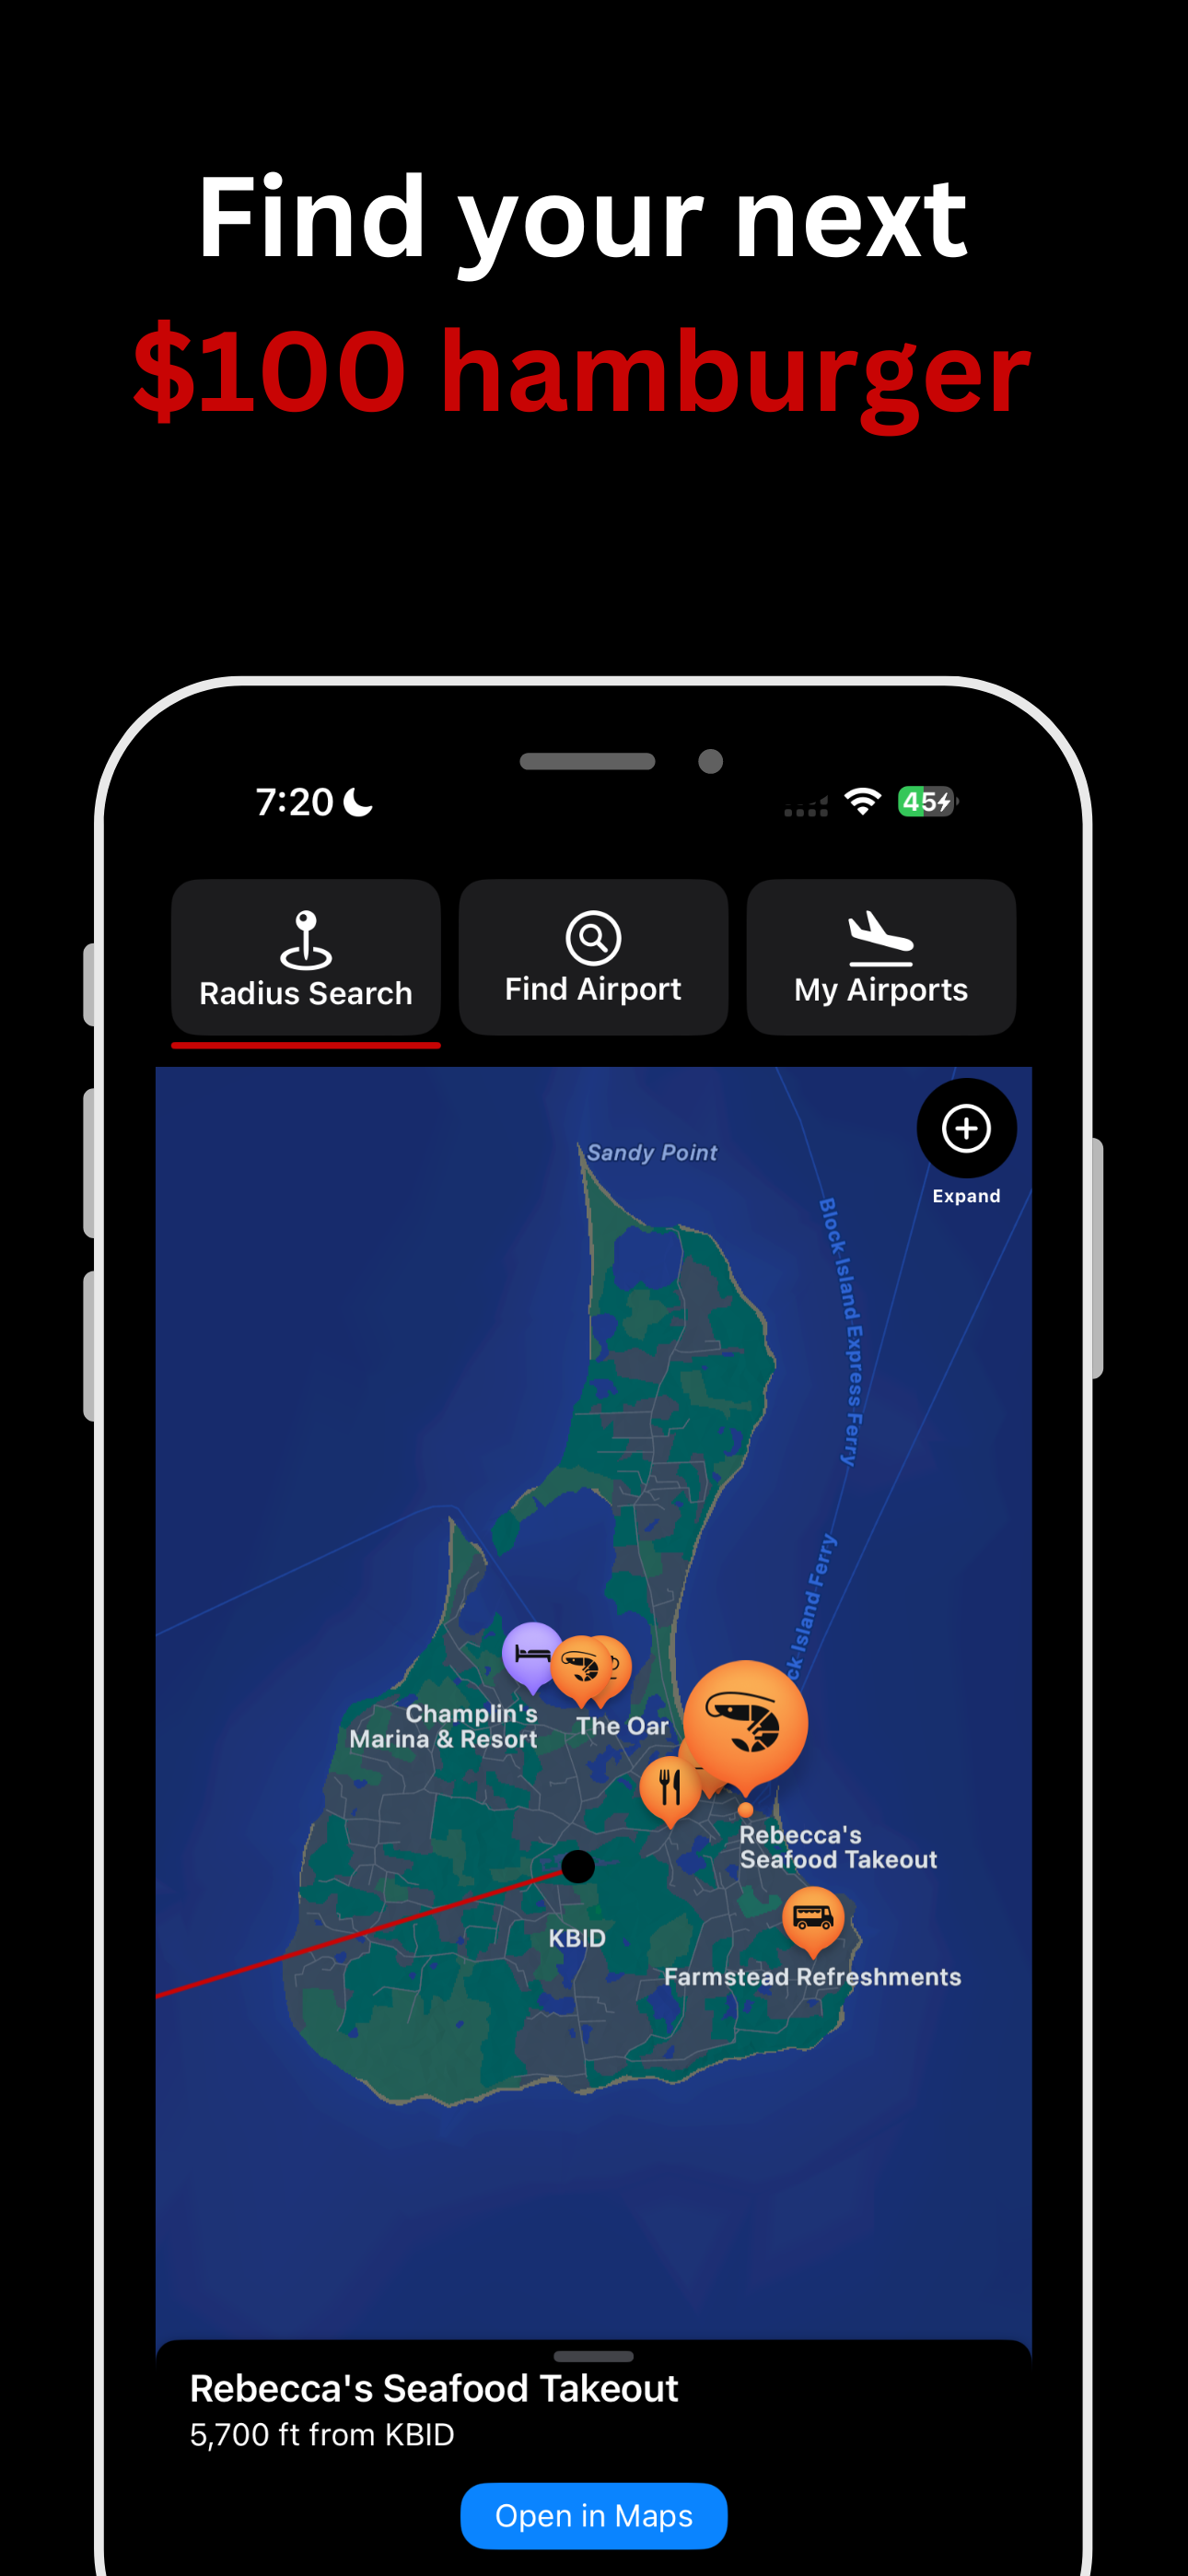 Find your next
$100 hamburger
7:20
45
Radius Search
Find Airport
My Airports
Expand
Sandy Point
Block Island Express Ferry
ck Island Ferry
Champlin's
Marina & Resort
The Oar
Rebecca's
Seafood Takeout
KBID
Farmstead Refreshments
Rebecca's Seafood Takeout
5,700 ft from KBID
Open in Maps